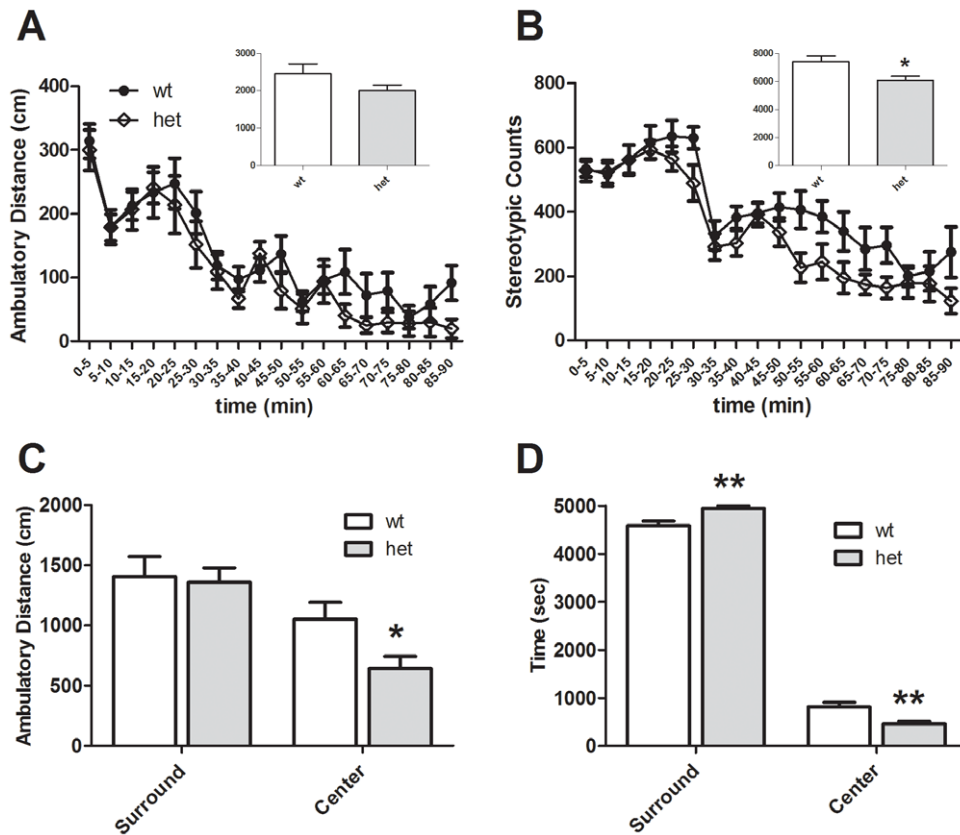 A
Ambulatory Distance (cm)
400
300
200
100
0
wt
het
3000
2000
1000
0
wt
het
0-5
5-10
10-15
15-20
20-25
25-30
30-35
35-40
40-45
45-50
50-55
55-60
60-65
65-70
70-75
75-80
80-85
85-90
time (min)
B
Stereotypic Counts
800
600
400
200
0
8000
6000
4000
2000
0
*
wt
het
0-5
5-10
10-15
15-20
20-25
25-30
30-35
35-40
40-45
45-50
50-55
55-60
60-65
65-70
70-75
75-80
80-85
85-90
time (min)
C
Ambulatory Distance (cm)
2000
1500
1000
500
0
wt
het
*
Surround
Center
D
Time (sec)
5000
4000
3000
2000
1000
0
**
wt
het
**
Surround
Center